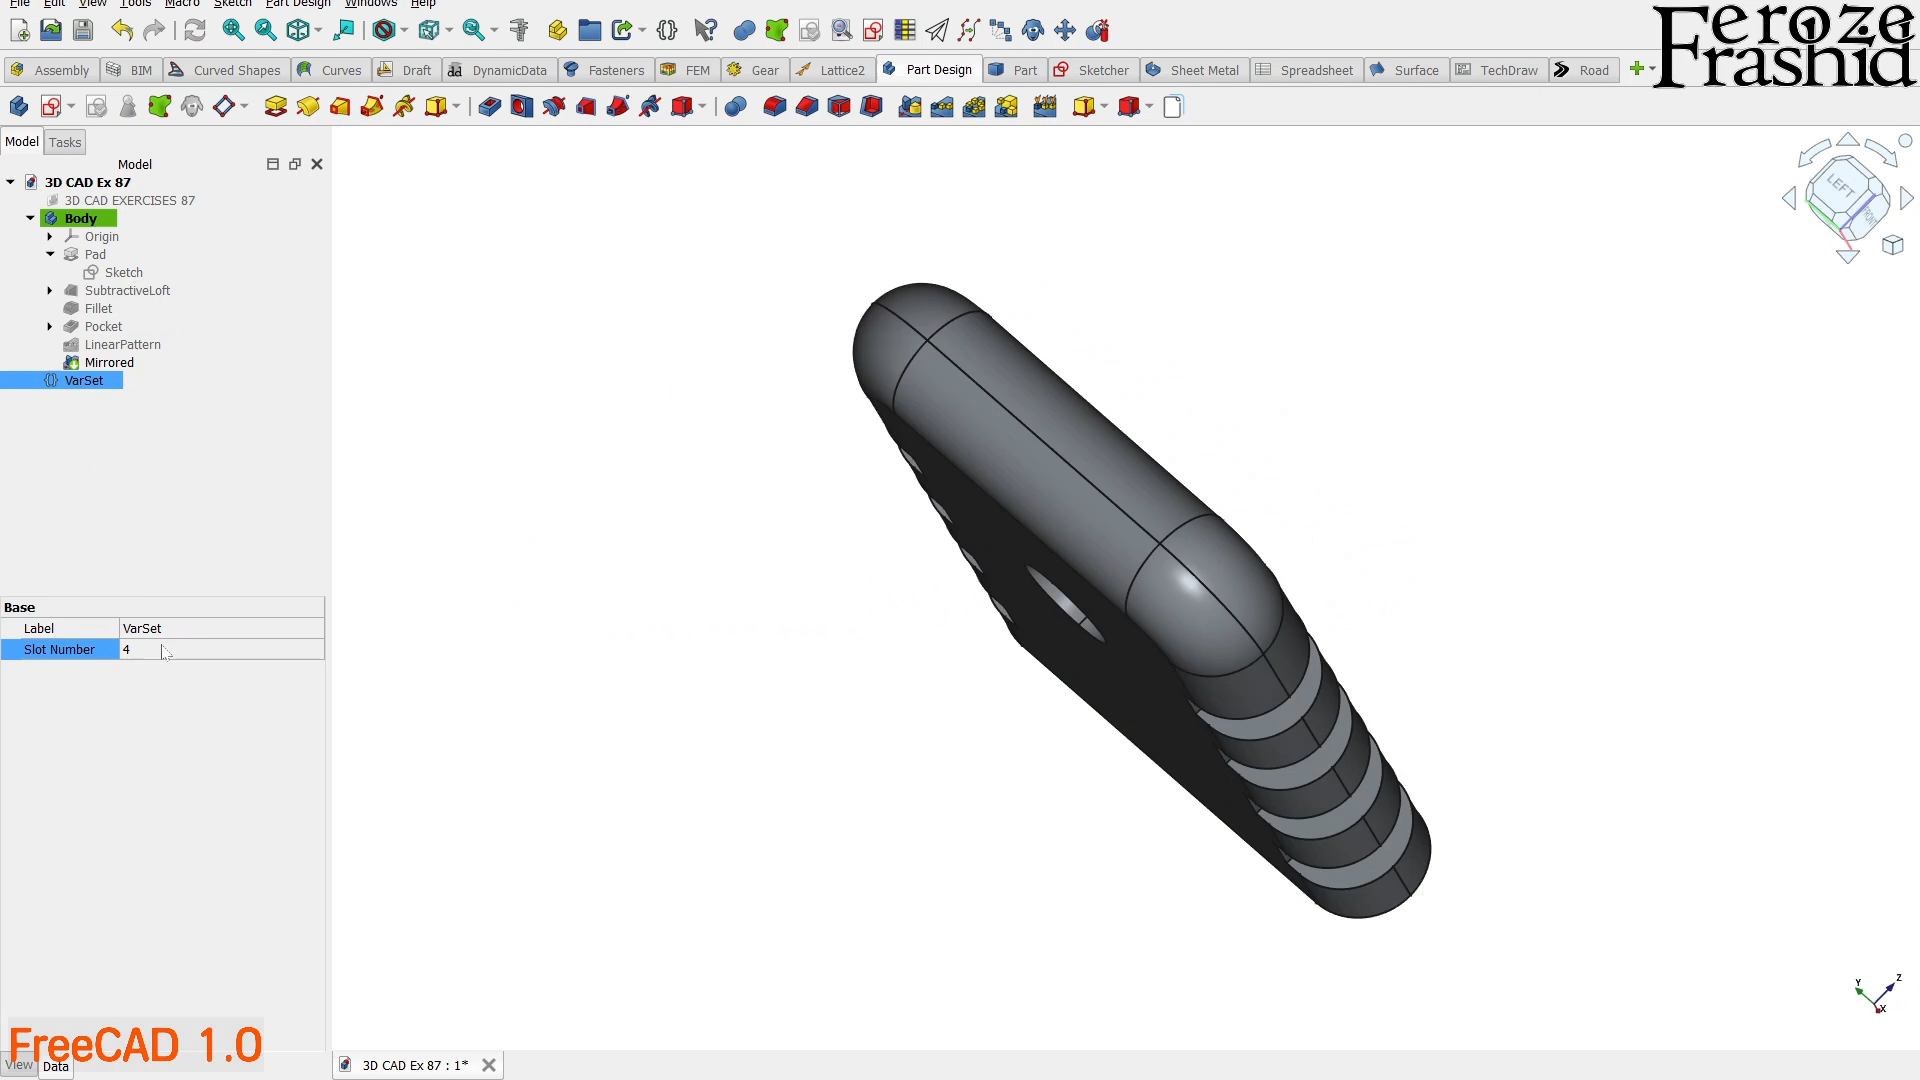 File Edit View Tools Macro Sketch Part Design Windows Help
Feroze
Frashid
Assembly BIM Curved Shapes Curves Draft DynamicData Fasteners FEM Gear Lattice2 Part Design Part Sketcher Sheet Metal Spreadsheet Surface TechDraw Road
Model Tasks
Model
3D CAD Ex 87
3D CAD EXERCISES 87
Body
Origin
Pad
Sketch
SubtractiveLoft
Fillet
Pocket
LinearPattern
Mirrored
VarSet
LEFT
FRONT
Base
Label VarSet
Slot Number 4
Y Z
X
FreeCAD 1.0
View Data
3D CAD Ex 87 : 1*